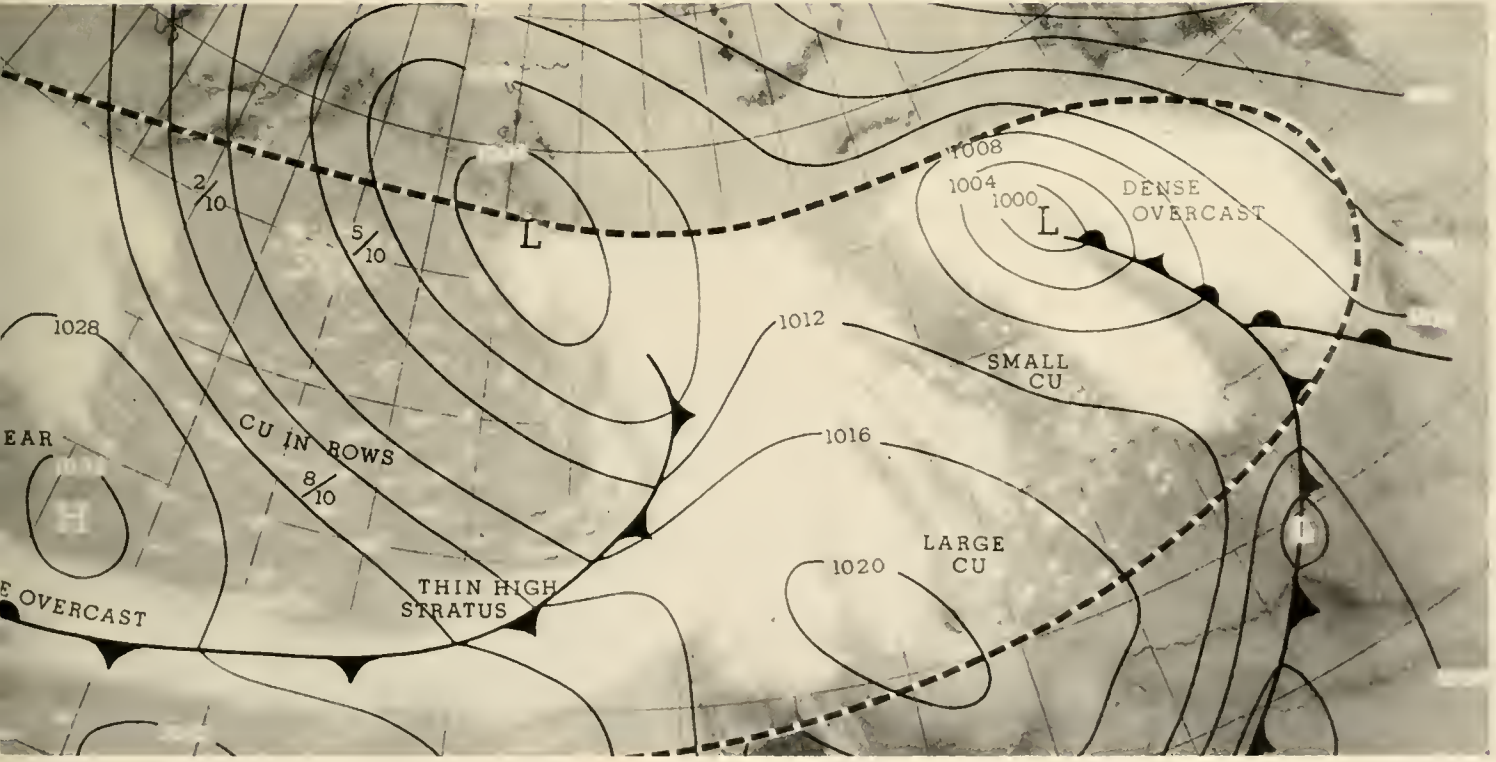 1008
1004
1000
L
DENSE
OVERCAST
2/10
5/10
L
1028
1012
SMALL
CU
CU IN ROWS
8/10
EAR
1016
H
LARGE
CU
1020
THIN HIGH
STRATUS
E OVERCAST